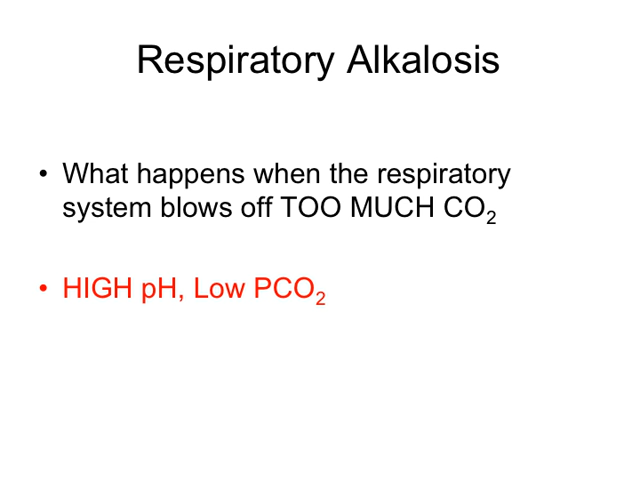 Respiratory Alkalosis
• What happens when the respiratory
system blows off TOO MUCH CO₂
• HIGH pH, Low PCO₂